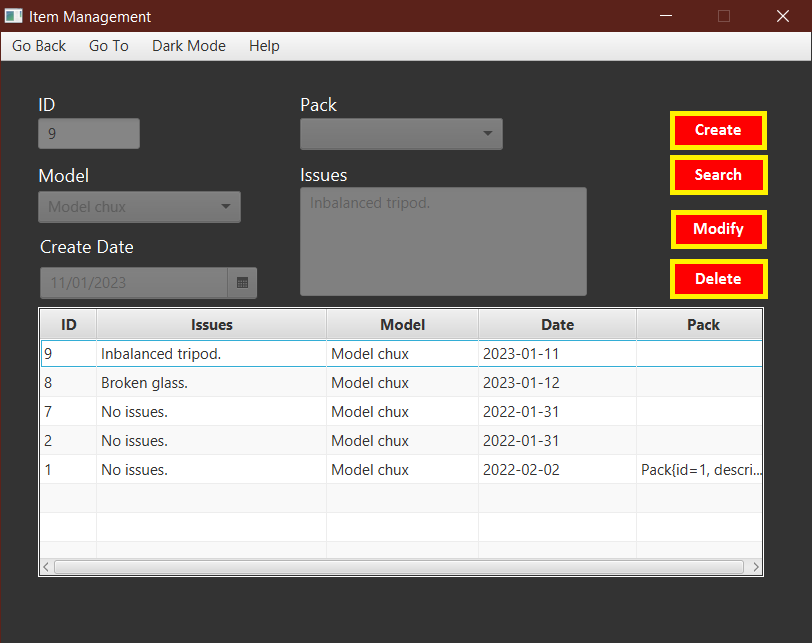 Item Management
Go Back Go To Dark Mode Help
ID
9
Pack
Create
Model
Model chux
Issues
Inbalanced tripod.
Search
Modify
Create Date
11/01/2023
Delete
ID Issues Model Date Pack
9 Inbalanced tripod. Model chux 2023-01-11
8 Broken glass. Model chux 2023-01-12
7 No issues. Model chux 2022-01-31
2 No issues. Model chux 2022-01-31
1 No issues. Model chux 2022-02-02 Pack{id=1, descri...